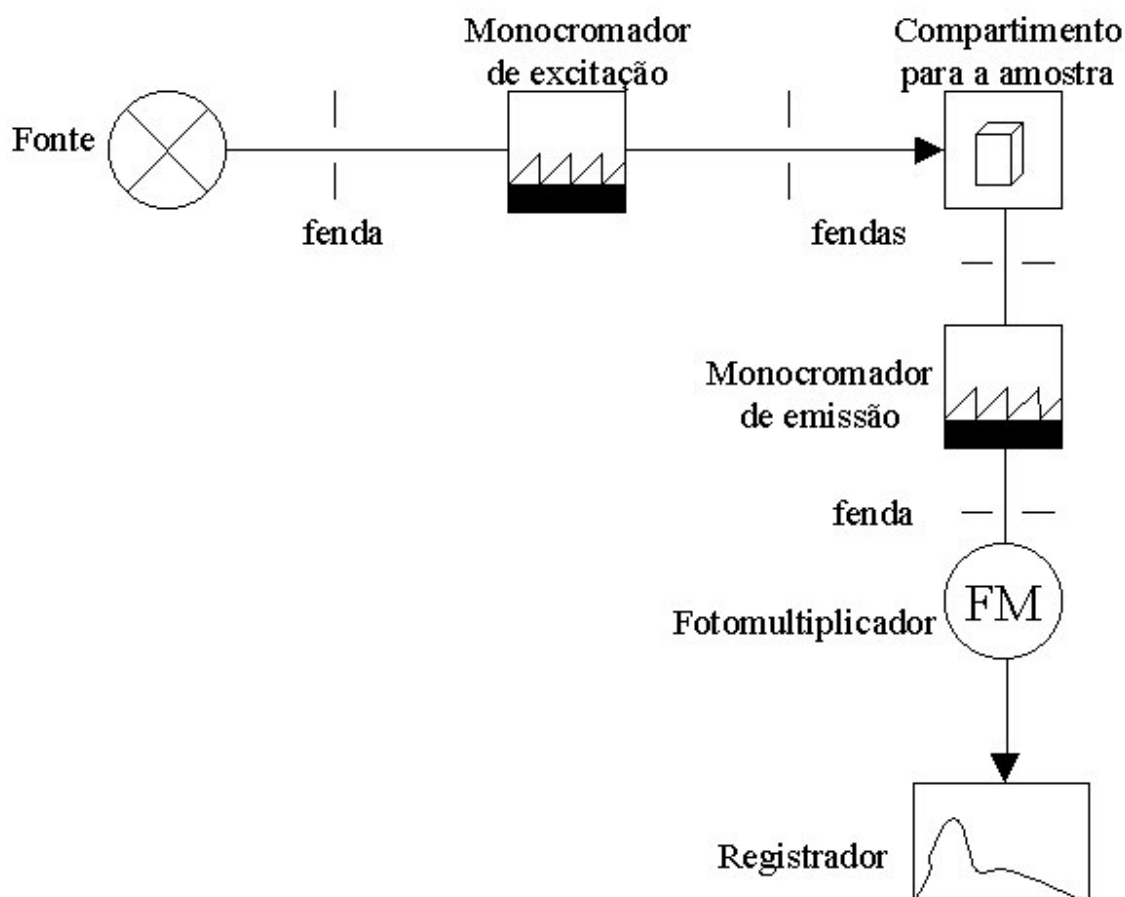 Monocromador
de excitação
Compartimento
para a amostra
Fonte
fenda
fendas
Monocromador
de emissão
fenda
FM
Fotomultiplicador
Registrador